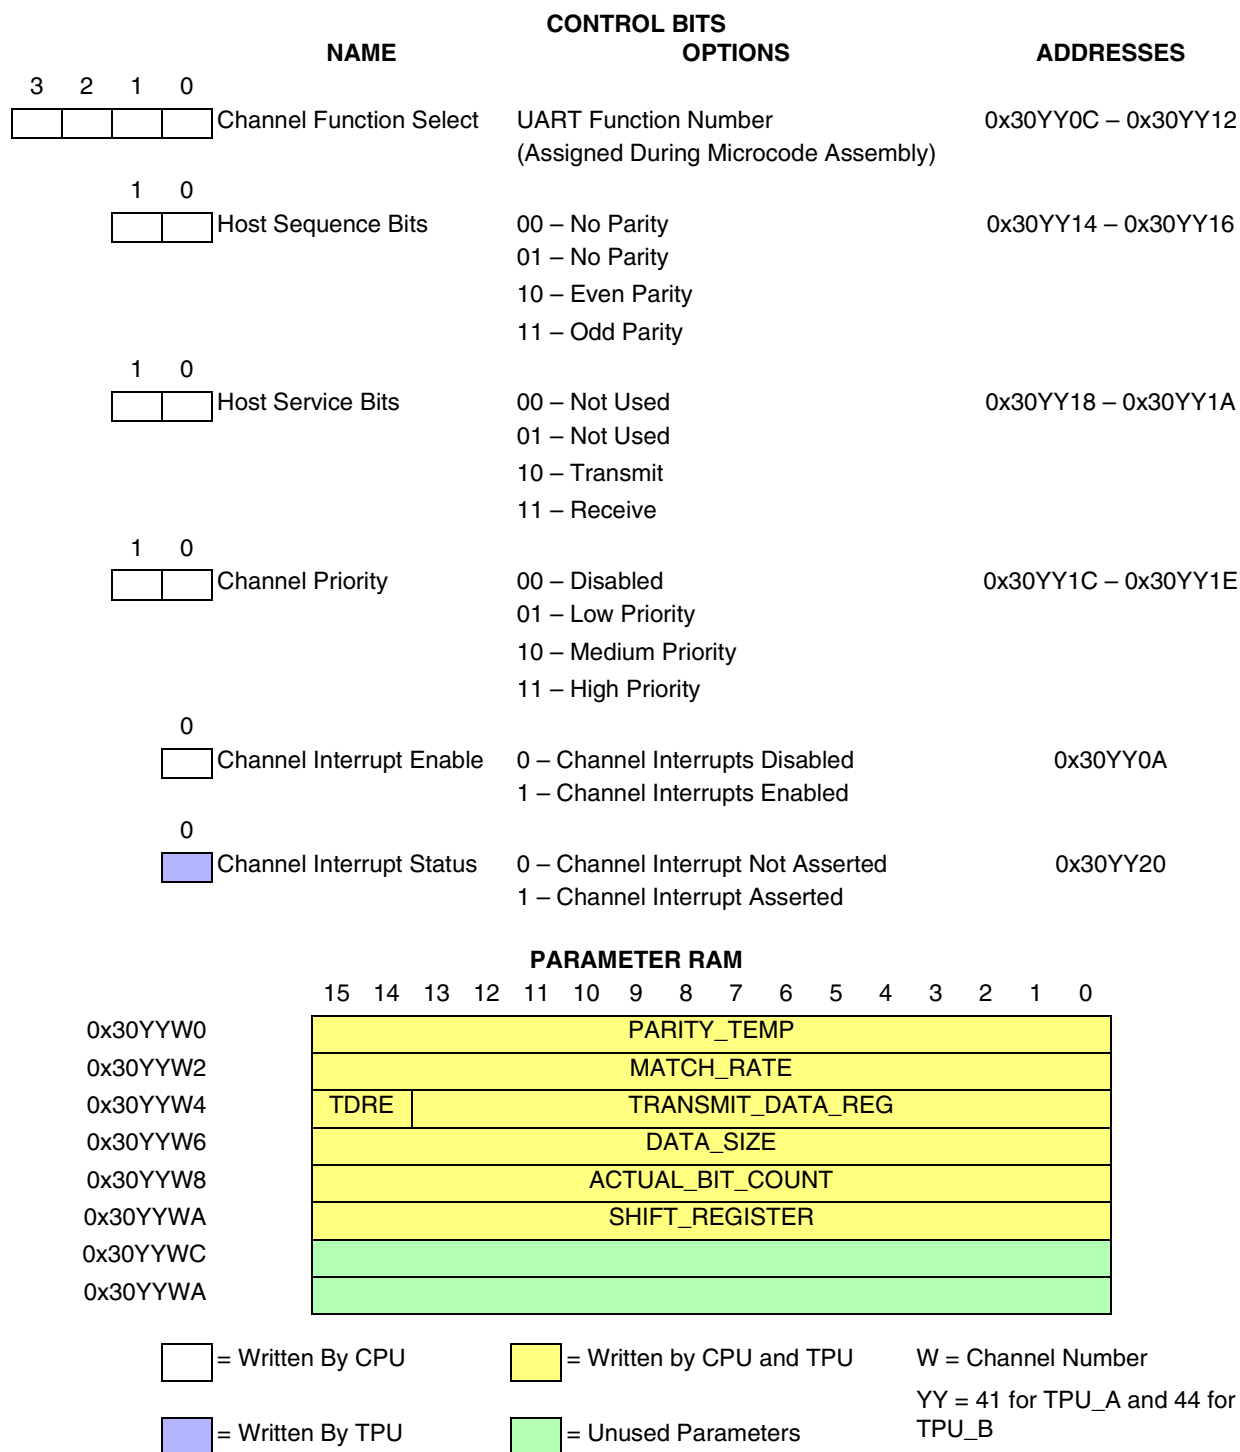 CONTROL BITS
NAME OPTIONS ADDRESSES
3 2 1 0
Channel Function Select UART Function Number 0x30YY0C – 0x30YY12
(Assigned During Microcode Assembly)
1 0
Host Sequence Bits 00 – No Parity 0x30YY14 – 0x30YY16
01 – No Parity
10 – Even Parity
11 – Odd Parity
1 0
Host Service Bits 00 – Not Used 0x30YY18 – 0x30YY1A
01 – Not Used
10 – Transmit
11 – Receive
1 0
Channel Priority 00 – Disabled 0x30YY1C – 0x30YY1E
01 – Low Priority
10 – Medium Priority
11 – High Priority
0
Channel Interrupt Enable 0 – Channel Interrupts Disabled 0x30YY0A
1 – Channel Interrupts Enabled
0
Channel Interrupt Status 0 – Channel Interrupt Not Asserted 0x30YY20
1 – Channel Interrupt Asserted
PARAMETER RAM
15 14 13 12 11 10 9 8 7 6 5 4 3 2 1 0
0x30YYW0 PARITY_TEMP
0x30YYW2 MATCH_RATE
0x30YYW4 TDRE TRANSMIT_DATA_REG
0x30YYW6 DATA_SIZE
0x30YYW8 ACTUAL_BIT_COUNT
0x30YYWA SHIFT_REGISTER
0x30YYWC
0x30YYWA
= Written By CPU = Written by CPU and TPU W = Channel Number
YY = 41 for TPU_A and 44 for
= Written By TPU = Unused Parameters TPU_B